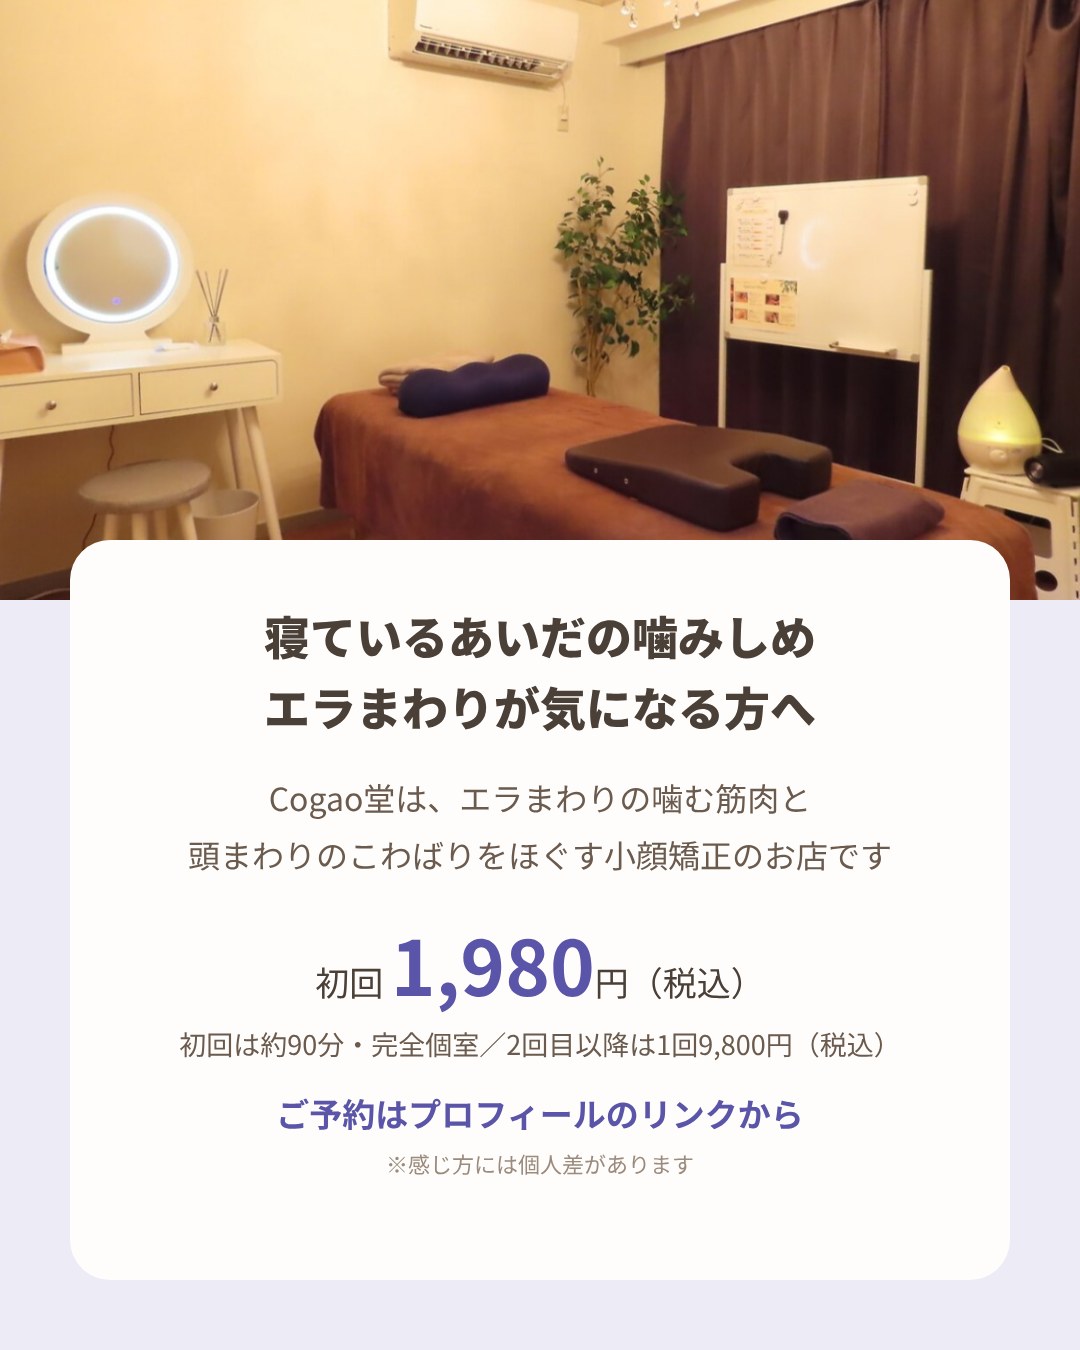 寝ているあいだの噛みしめ
エラまわりが気になる方へ
Cogao堂は、エラまわりの噛む筋肉と
頭まわりのこわばりをほぐす小顔矯正のお店です
初回 1,980円（税込）
初回は約90分・完全個室／2回目以降は1回9,800円（税込）
ご予約はプロフィールのリンクから
※感じ方には個人差があります